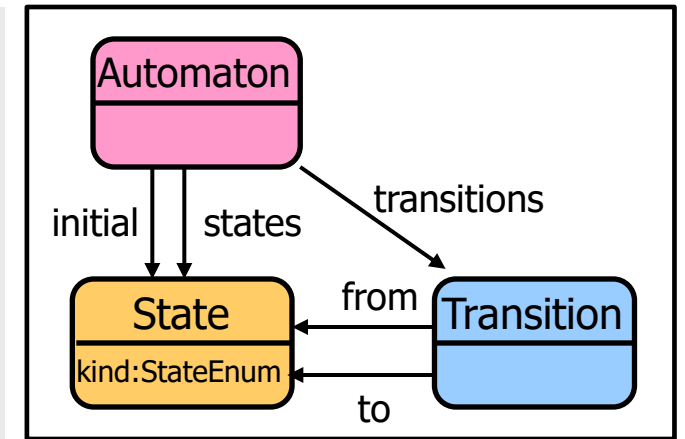 Automaton
transitions
initial
states
from
State
Transition
kind:StateEnum
to